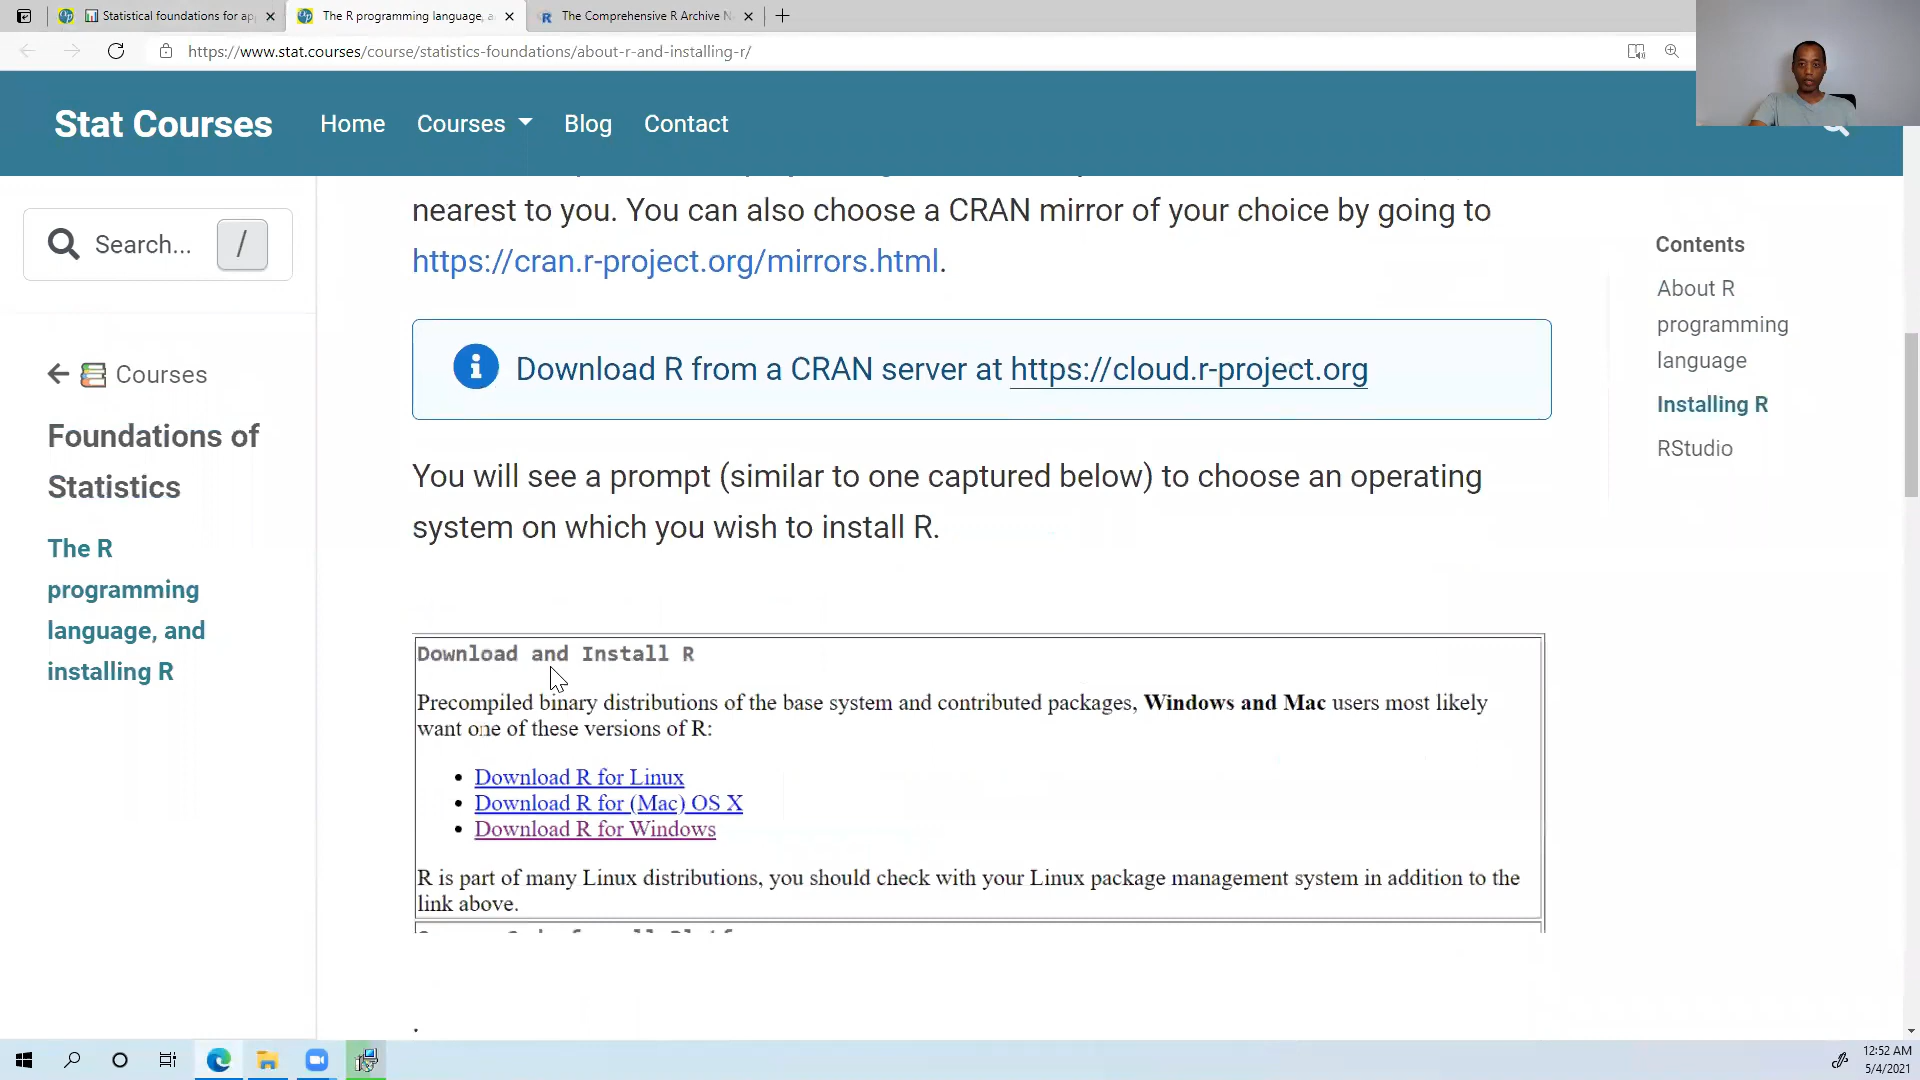 Statistical foundations for ap
The R programming language, a
The Comprehensive R Archive N
https://www.stat.courses/course/statistics-foundations/about-r-and-installing-r/
Stat Courses
Home
Courses
Blog
Contact
Search...
/
Courses
Foundations of
Statistics
The R
programming
language, and
installing R
nearest to you. You can also choose a CRAN mirror of your choice by going to
https://cran.r-project.org/mirrors.html.
Download R from a CRAN server at https://cloud.r-project.org
You will see a prompt (similar to one captured below) to choose an operating
system on which you wish to install R.
Download and Install R
Precompiled binary distributions of the base system and contributed packages, Windows and Mac users most likely
want one of these versions of R:
• Download R for Linux
• Download R for (Mac) OS X
• Download R for Windows
R is part of many Linux distributions, you should check with your Linux package management system in addition to the
link above.
.
Contents
About R
programming
language
Installing R
RStudio
12:52 AM
5/4/2021